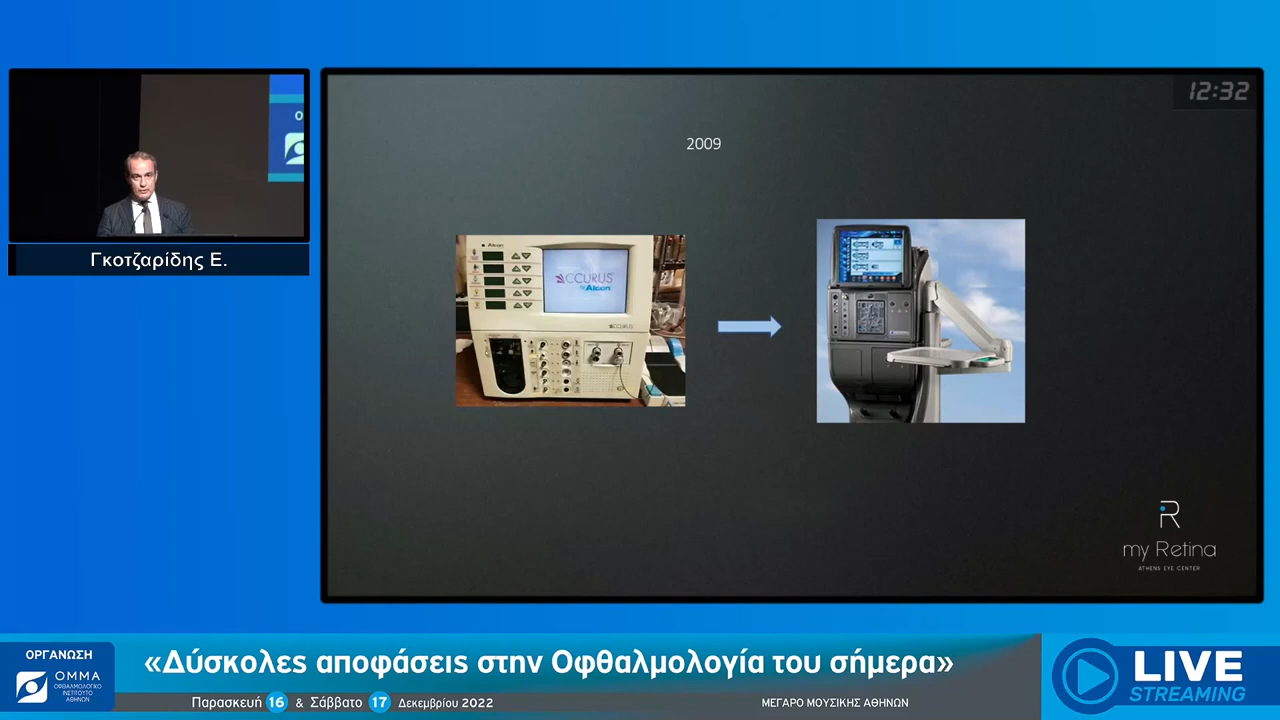 12:32
2009
Alcon
ACCURUS
by Alcon
ACCURUS
Ο
Γκοτζαρίδης Ε.
my Retina
ATHENS EYE CENTER
ΟΡΓΑΝΩΣΗ
ΟΜΜΑ
ΟΦΘΑΛΜΟΛΟΓΙΚΟ
ΙΝΣΤΙΤΟΥΤΟ
ΑΘΗΝΩΝ
«Δύσκολες αποφάσεις στην Οφθαλμολογία του σήμερα»
Παρασκευή 16 & Σάββατο 17 Δεκεμβρίου 2022
ΜΕΓΑΡΟ ΜΟΥΣΙΚΗΣ ΑΘΗΝΩΝ
LIVE
STREAMING